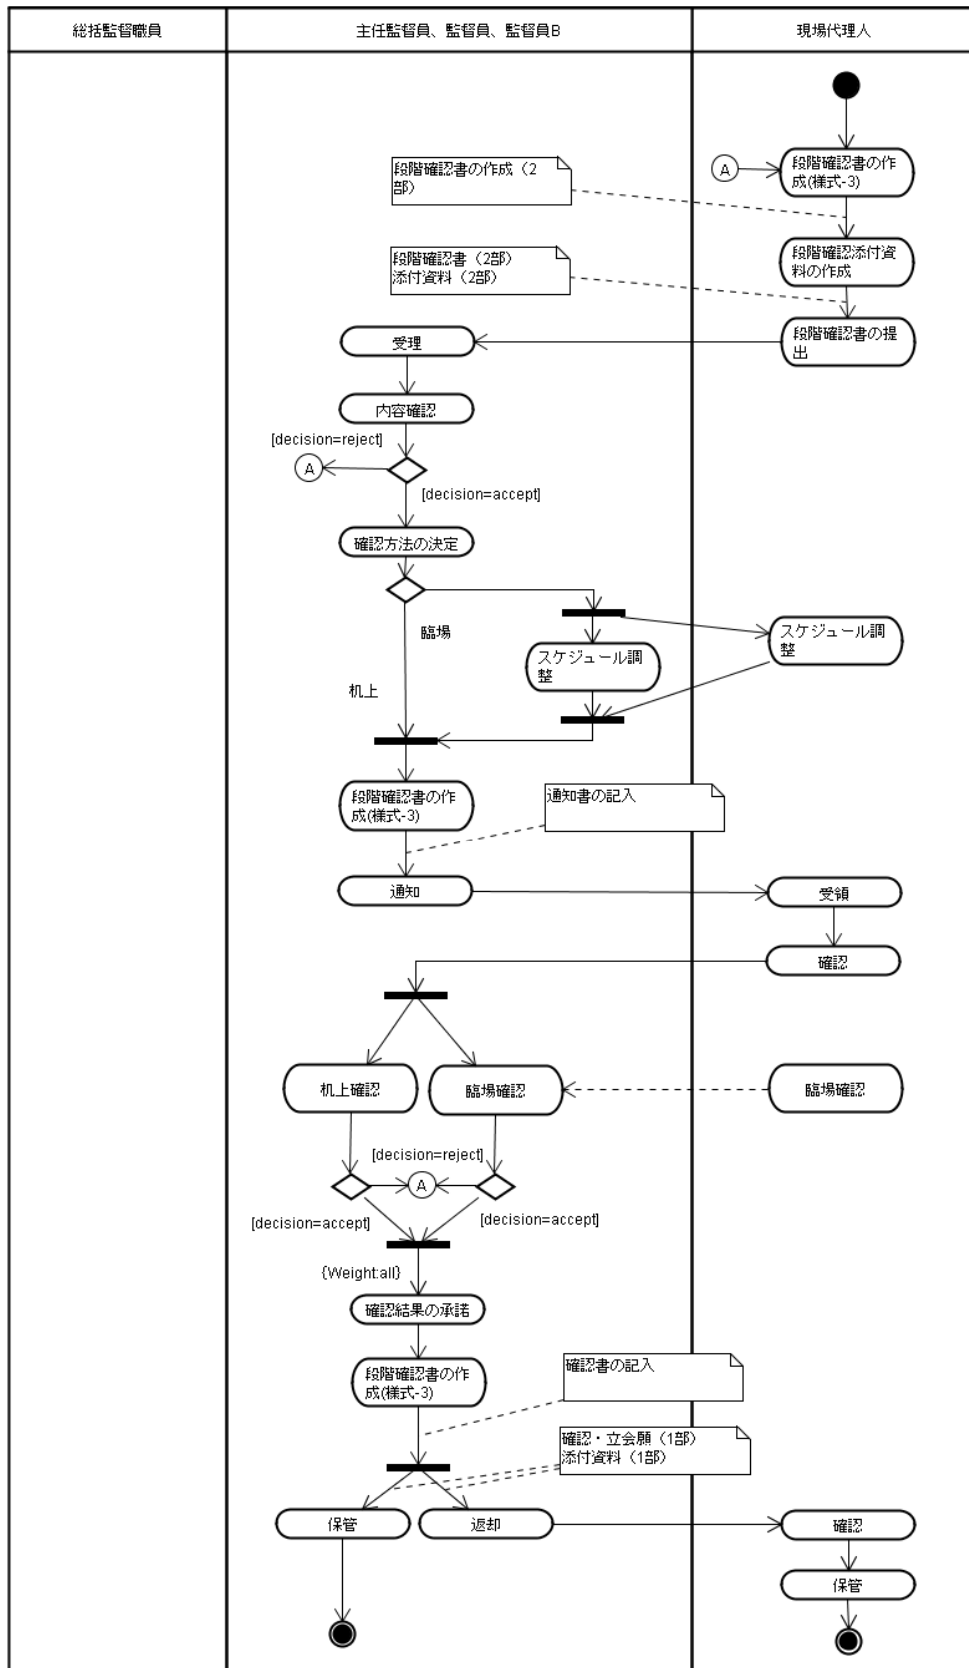 総括監督職員
主任監督員、監督員、監督員B
現場代理人
段階確認書の作成（2
部）
A
段階確認書の作
成(様式-3)
段階確認書（2部）
添付資料（2部）
段階確認添付資
料の作成
受理
段階確認書の提
出
内容確認
[decision=reject]
A
[decision=accept]
確認方法の決定
臨場
スケジュール調
整
スケジュール調
整
机上
段階確認書の作
成(様式-3)
通知書の記入
通知
受領
確認
机上確認
臨場確認
臨場確認
[decision=reject]
A
[decision=accept]
[decision=accept]
{Weight:all}
確認結果の承諾
段階確認書の作
成(様式-3)
確認書の記入
確認・立会願（1部）
添付資料（1部）
保管
返却
確認
保管